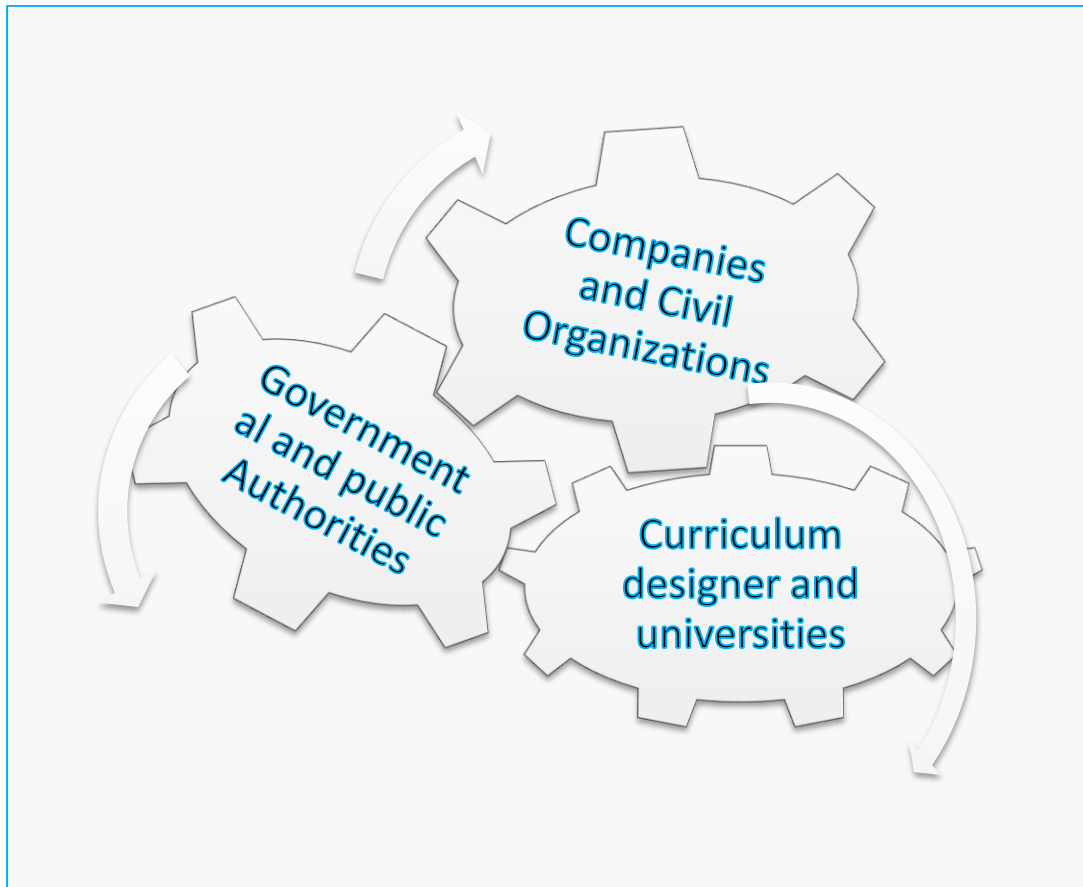 Companies
and Civil
Organizations
Government
al and public
Authorities
Curriculum
designer and
universities